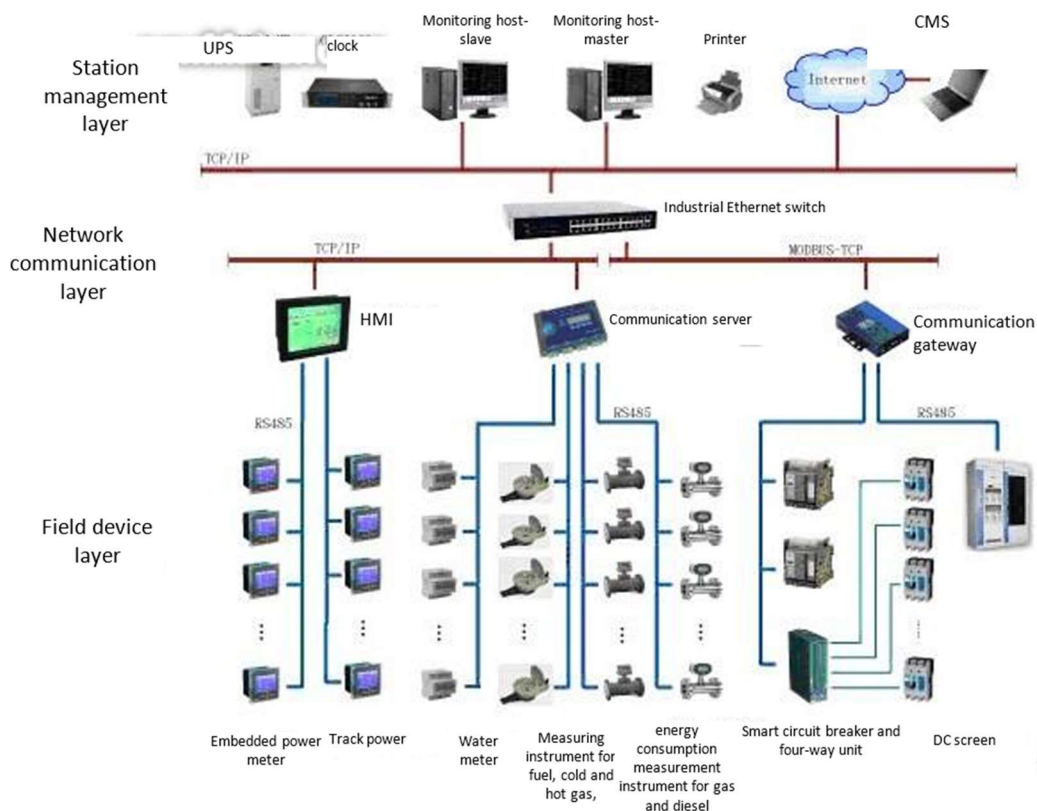 Monitoring host-
slave
Monitoring host-
master
Printer
CMS
UPS
clock
Internet
Station
management
layer
TCP/IP
Industrial Ethernet switch
Network
communication
layer
TCP/IP
MODBUS-TCP
HMI
Communication server
Communication
gateway
RS485
RS485
RS485
Field device
layer
Embedded power
meter
Track power
Water
meter
Measuring
instrument for
fuel, cold and
hot gas,
energy
consumption
measurement
instrument for gas
and diesel
Smart circuit breaker and
four-way unit
DC screen